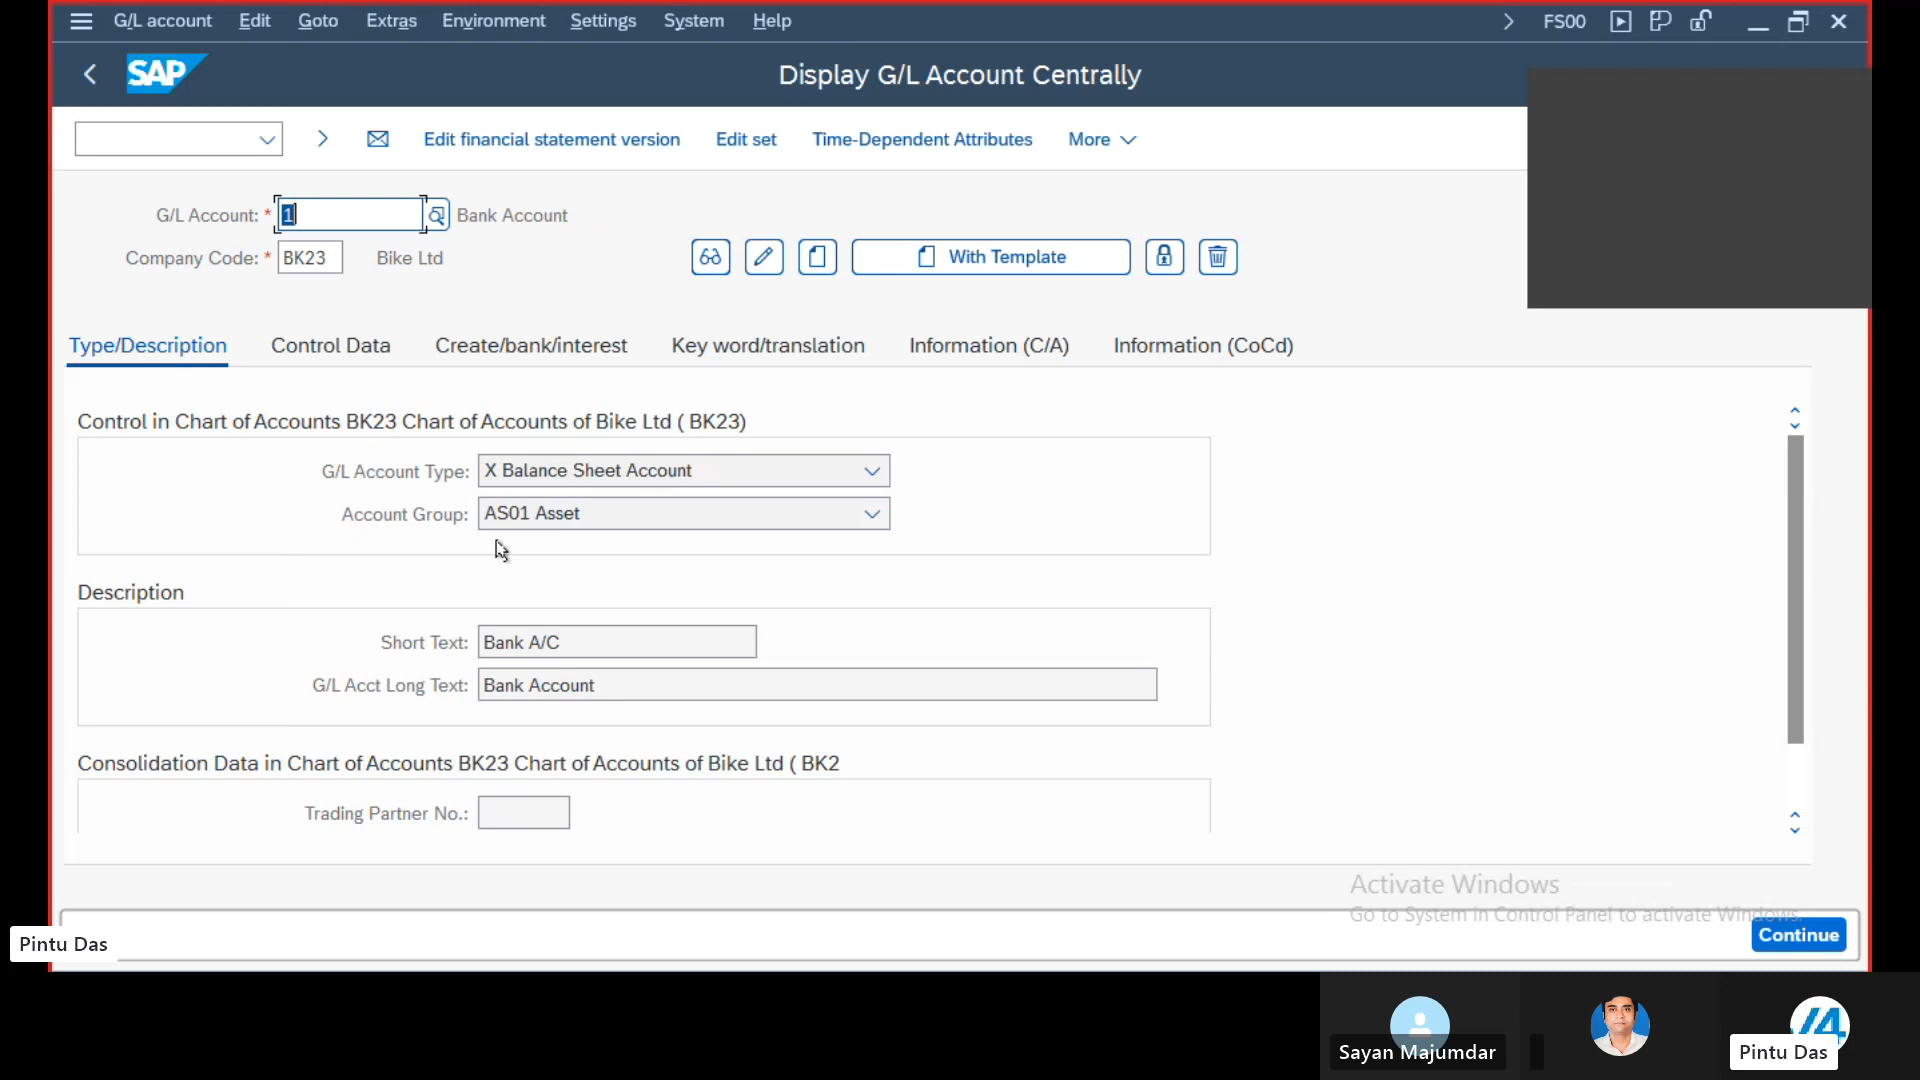 G/L account Edit Goto Extras Environment Settings System Help FS00
SAP Display G/L Account Centrally
Edit financial statement version Edit set Time-Dependent Attributes More
G/L Account: * 1 Bank Account
Company Code: * BK23 Bike Ltd With Template
Type/Description Control Data Create/bank/interest Key word/translation Information (C/A) Information (CoCd)
Control in Chart of Accounts BK23 Chart of Accounts of Bike Ltd ( BK23)
G/L Account Type: X Balance Sheet Account
Account Group: AS01 Asset
Description
Short Text: Bank A/C
G/L Acct Long Text: Bank Account
Consolidation Data in Chart of Accounts BK23 Chart of Accounts of Bike Ltd ( BK2
Trading Partner No.:
Activate Windows
Go to System in Control Panel to activate Windows.
Continue
Pintu Das
Sayan Majumdar
Pintu Das